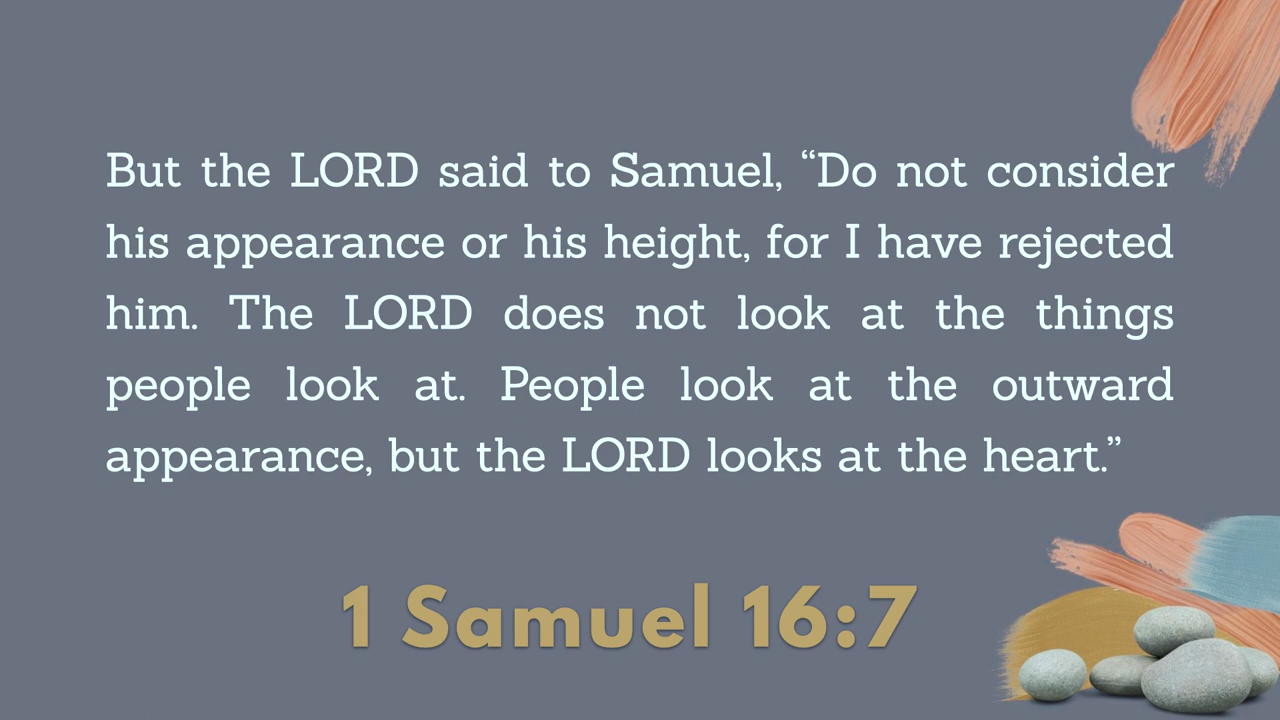 But the LORD said to Samuel, “Do not consider
his appearance or his height, for I have rejected
him. The LORD does not look at the things
people look at. People look at the outward
appearance, but the LORD looks at the heart.”
1 Samuel 16:7